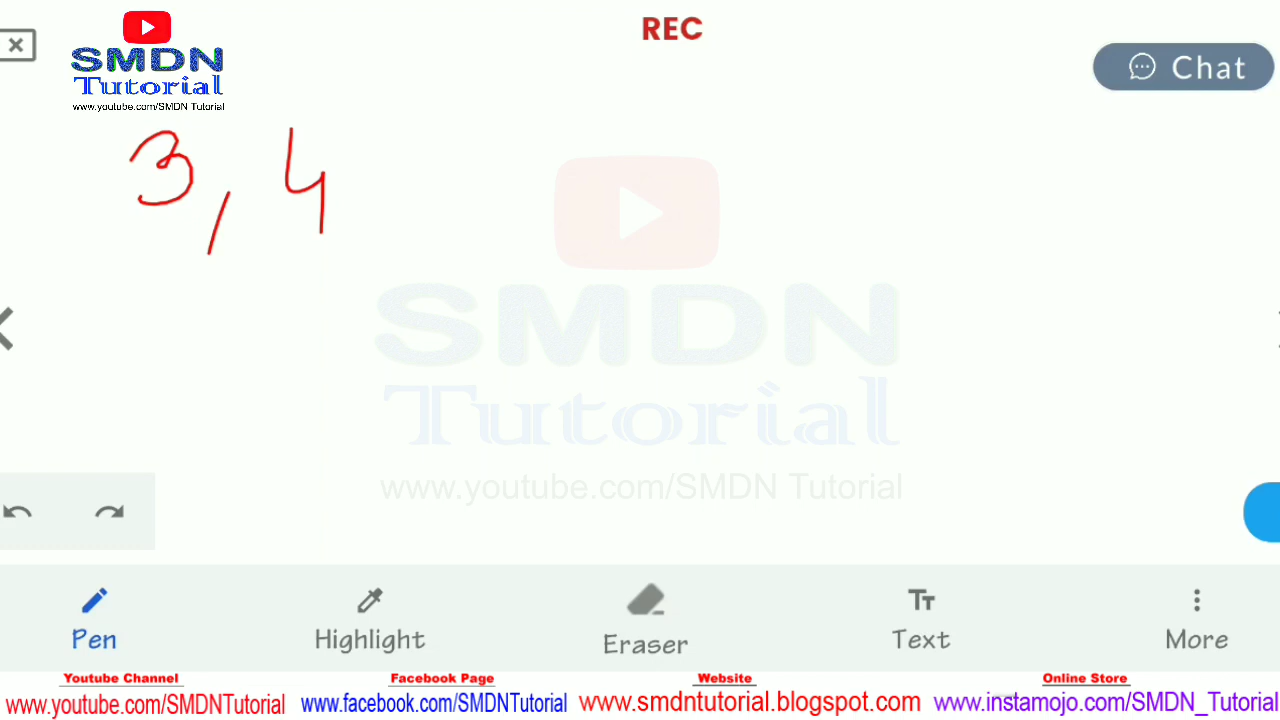 REC
SMDN
Tutorial
www.youtube.com/SMDN Tutorial
Chat
3, 4
SMDN
Tutorial
www.youtube.com/SMDN Tutorial
Pen Highlight Eraser Text More
Youtube Channel Facebook Page Website Online Store
www.youtube.com/SMDNTutorial www.facebook.com/SMDNTutorial www.smdntutorial.blogspot.com www.instamojo.com/SMDN_Tutorial